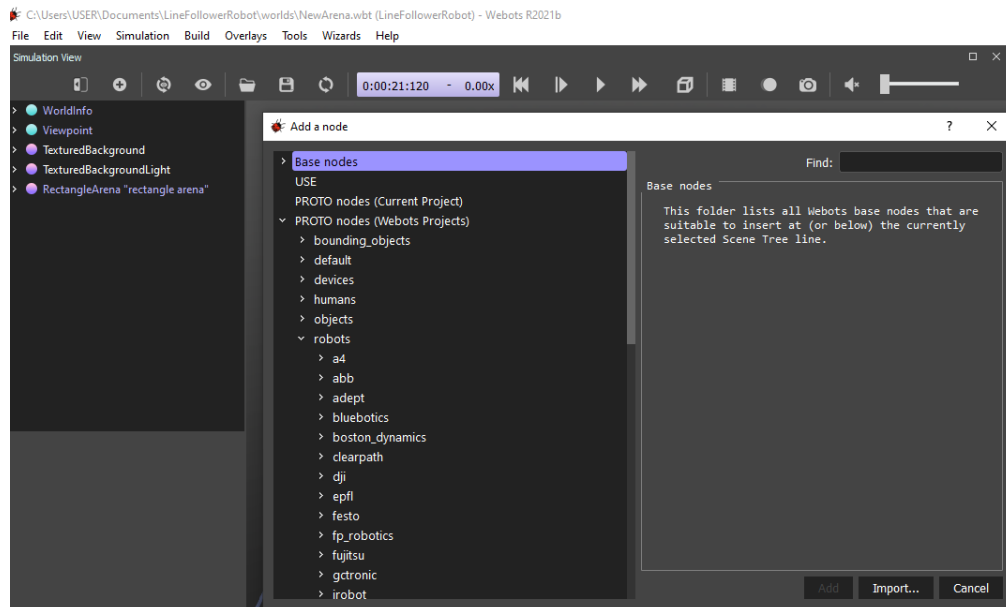 C:\Users\USER\Documents\LineFollowerRobot\worlds\NewArena.wbt (LineFollowerRobot) - Webots R2021b
File Edit View Simulation Build Overlays Tools Wizards Help
Simulation View
0:00:21:120 - 0.00x
WorldInfo
Viewpoint
TexturedBackground
TexturedBackgroundLight
RectangleArena "rectangle arena"
Add a node
Base nodes
USE
PROTO nodes (Current Project)
PROTO nodes (Webots Projects)
bounding_objects
default
devices
humans
objects
robots
a4
abb
adept
bluebotics
boston_dynamics
clearpath
dji
epfl
festo
fp_robotics
fujitsu
gctronic
irobot
Find:
Base nodes
This folder lists all Webots base nodes that are
suitable to insert at (or below) the currently
selected Scene Tree line.
Add Import... Cancel